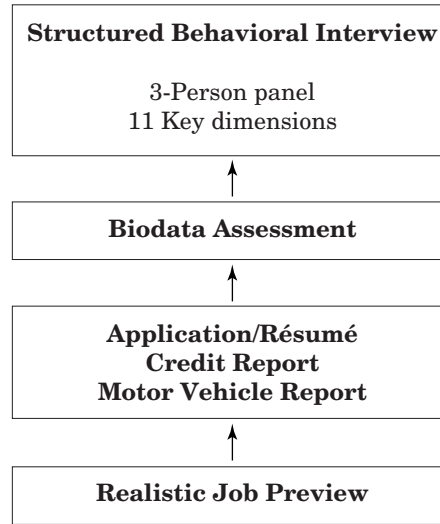 Structured Behavioral Interview
3-Person panel
11 Key dimensions
Biodata Assessment
Application/Résumé
Credit Report
Motor Vehicle Report
Realistic Job Preview